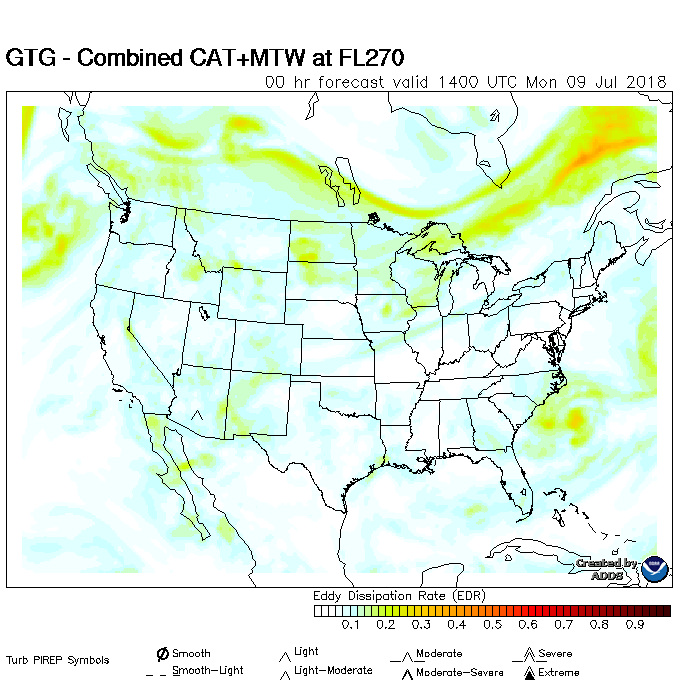 GTG - Combined CAT+MTW at FL270
00 hr forecast valid 1400 UTC Mon 09 Jul 2018
Created by
ADDS
Eddy Dissipation Rate (EDR)
0.1 0.2 0.3 0.4 0.5 0.6 0.7 0.8 0.9
Turb PIREP Symbols
Smooth Light Moderate Severe
Smooth-Light Light-Moderate Moderate-Severe Extreme